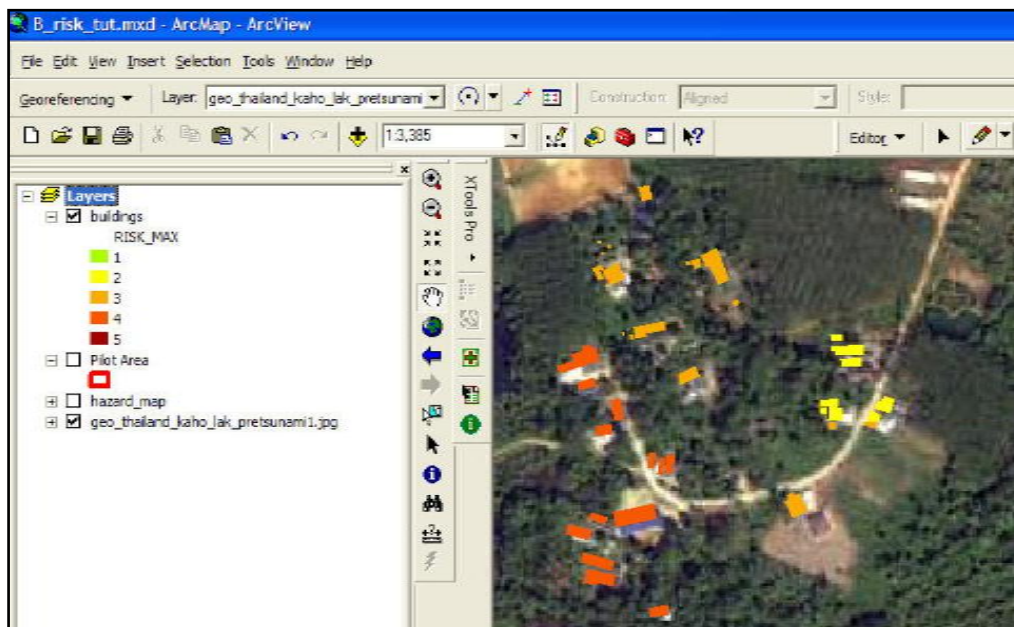 B_risk_tut.mxd - ArcMap - ArcView
File Edit View Insert Selection Tools Window Help
Georeferencing Layer: geo_thailand_kaho_lak_pretsunami Construction: Aligned Style:
1:3,385 Editor
Layers
buildings
RISK_MAX
1
2
3
4
5
Pilot Area
hazard_map
geo_thailand_kaho_lak_pretsunami1.jpg
XTools Pro